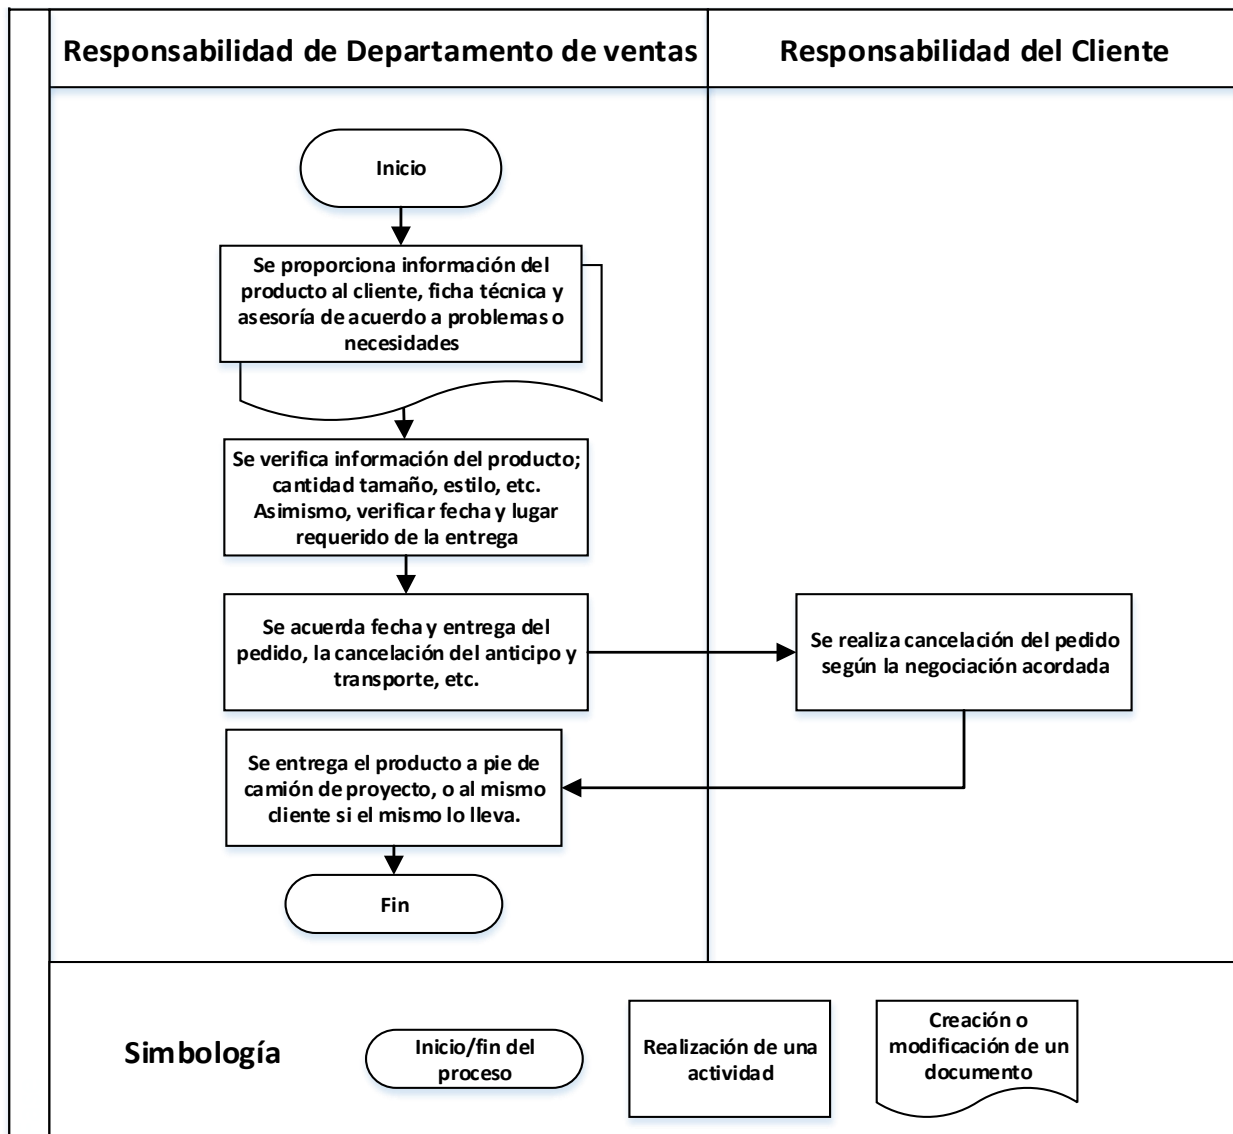 Responsabilidad de Departamento de ventas
Responsabilidad del Cliente
Inicio
Se proporciona información del
producto al cliente, ficha técnica y
asesoría de acuerdo a problemas o
necesidades
Se verifica información del producto;
cantidad tamaño, estilo, etc.
Asimismo, verificar fecha y lugar
requerido de la entrega
Se acuerda fecha y entrega del
pedido, la cancelación del anticipo y
transporte, etc.
Se realiza cancelación del pedido
según la negociación acordada
Se entrega el producto a pie de
camión de proyecto, o al mismo
cliente si el mismo lo lleva.
Fin
Simbología
Inicio/fin del
proceso
Realización de una
actividad
Creación o
modificación de un
documento